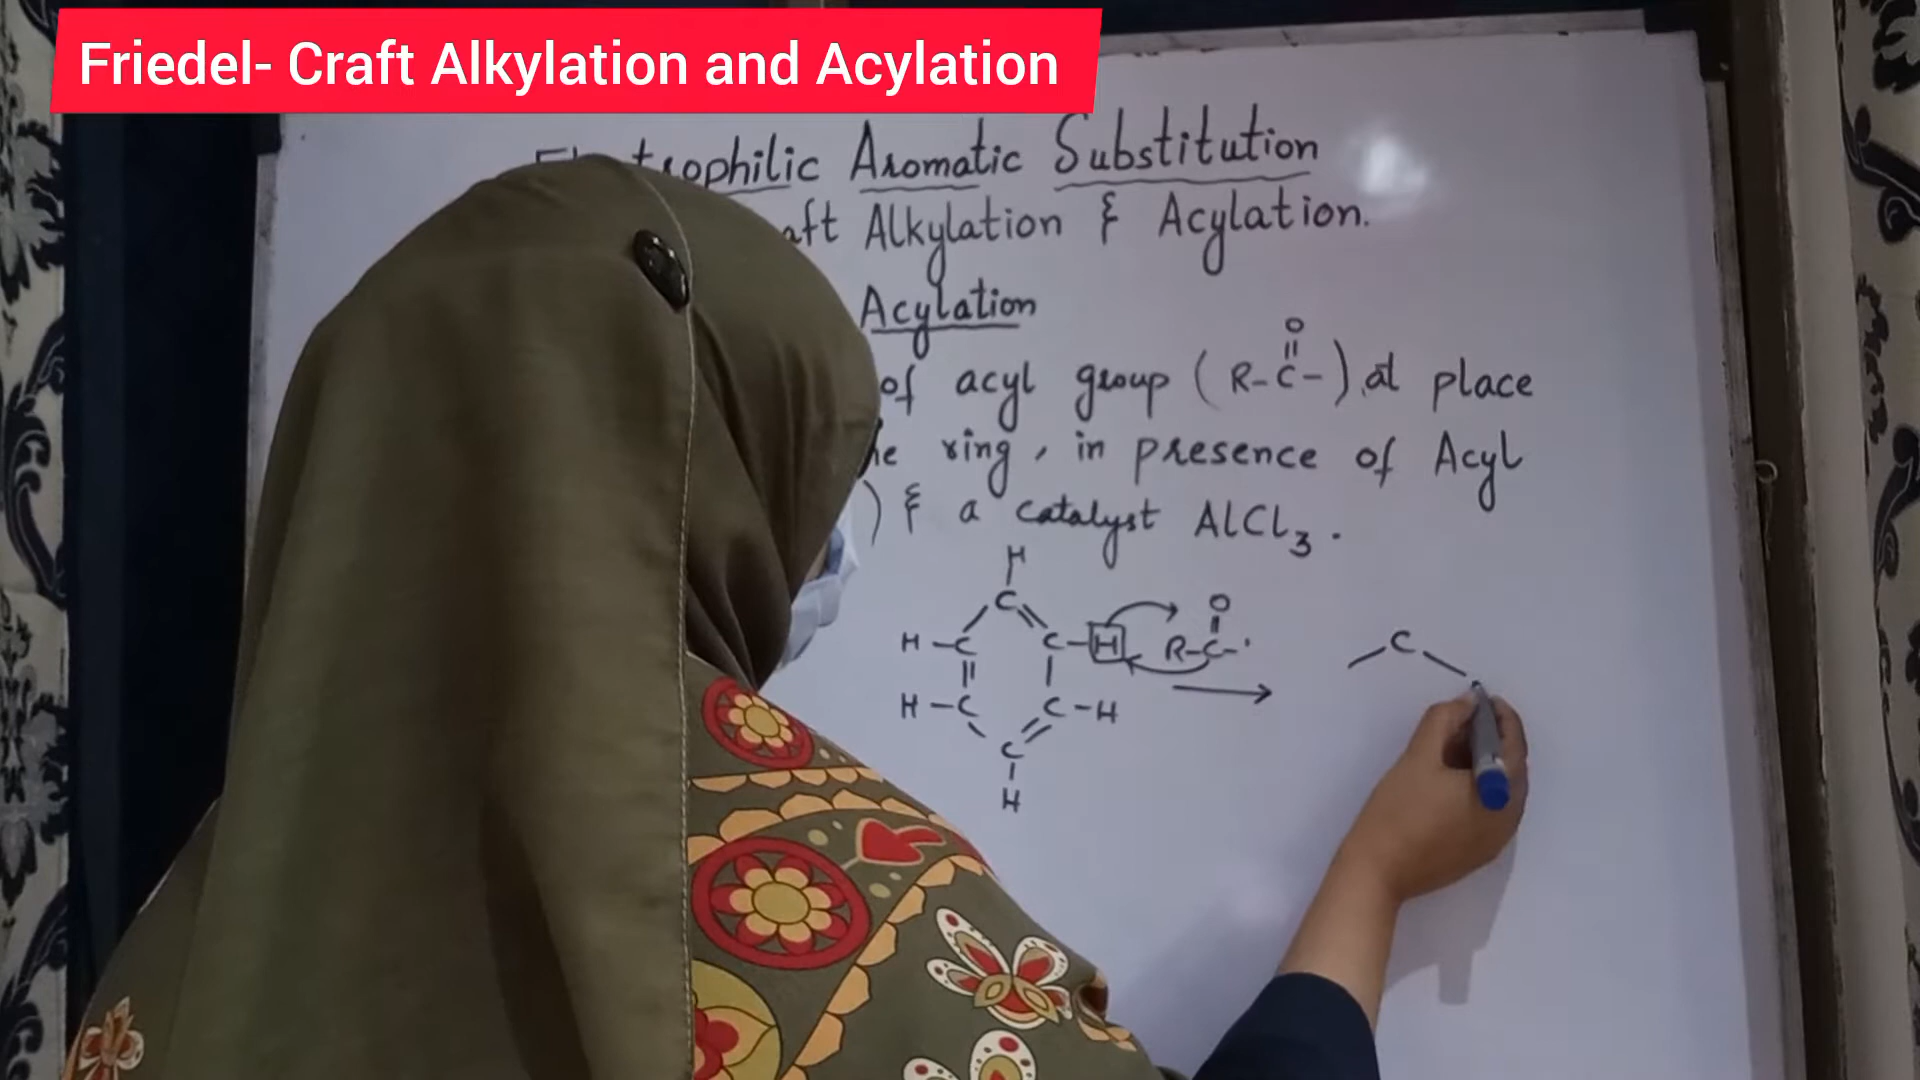 Friedel- Craft Alkylation and Acylation
Aromatic Substitution
Alkylation & Acylation.
Acylation
of acyl group (R-C-) at place
O
ring, in presence of Acyl
) & a catalyst AlCl3.
H
C O
H-C C-H R-C-
H-C C-H
C
H
C